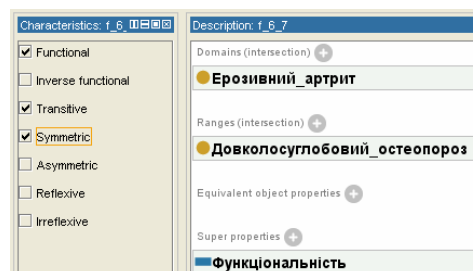 Characteristics: f_6_
Functional
Inverse functional
Transitive
Symmetric
Asymmetric
Reflexive
Irreflexive
Description: f_6_7
Domains (intersection)
Ерозивний_артрит
Ranges (intersection)
Довколосуглобовий_остеопороз
Equivalent object properties
Super properties
Функціональність